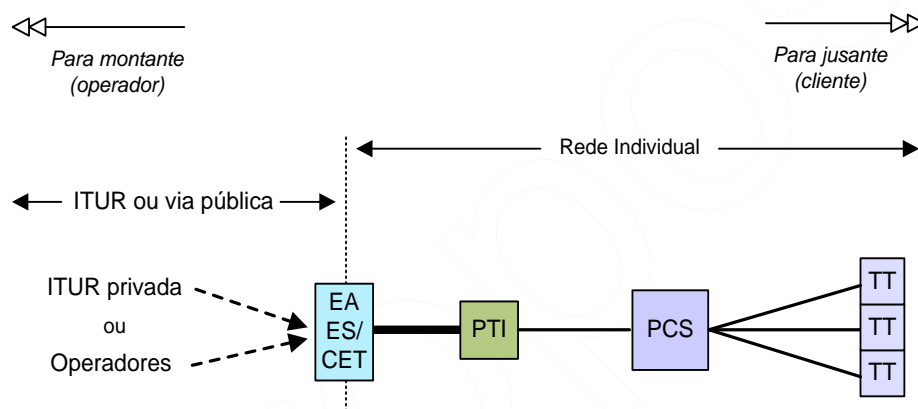 Para montante
(operador)
Para jusante
(cliente)
Rede Individual
ITUR ou via pública
ITUR privada
ou
Operadores
EA
ES/
CET
PTI
PCS
TT
TT
TT